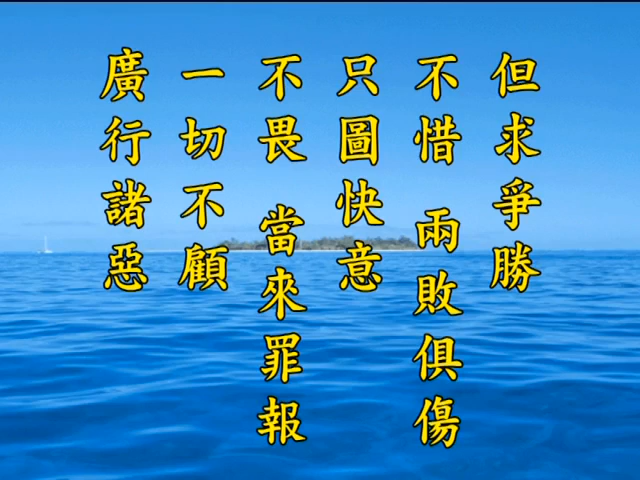 但求爭勝
不惜 兩敗俱傷
只圖快意
不畏 當來罪報
一切不顧
廣行諸惡